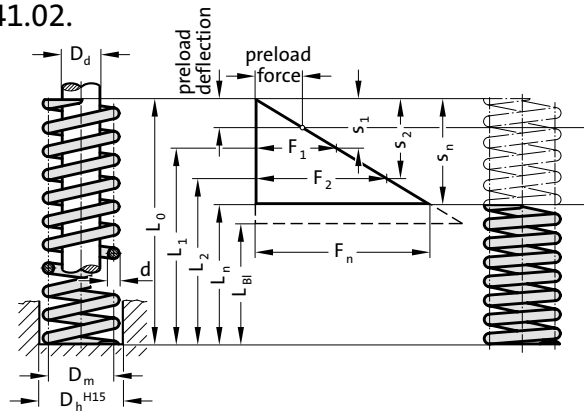 41.02.
D_d
preload
deflection
preload
force
s_1
s_2
s_n
F_1
F_2
F_n
L_0
L_1
L_2
L_n
L_Bl
d
D_m
D_h^H15